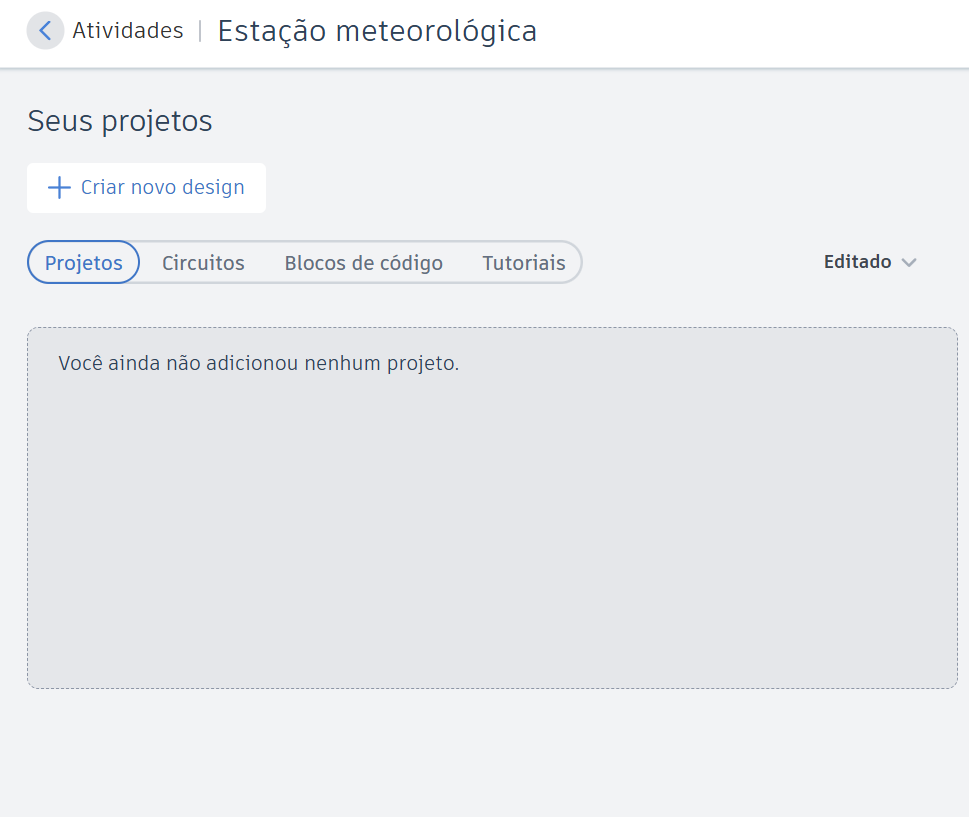 Atividades | Estação meteorológica
Seus projetos
+ Criar novo design
Projetos Circuitos Blocos de código Tutoriais Editado
Você ainda não adicionou nenhum projeto.